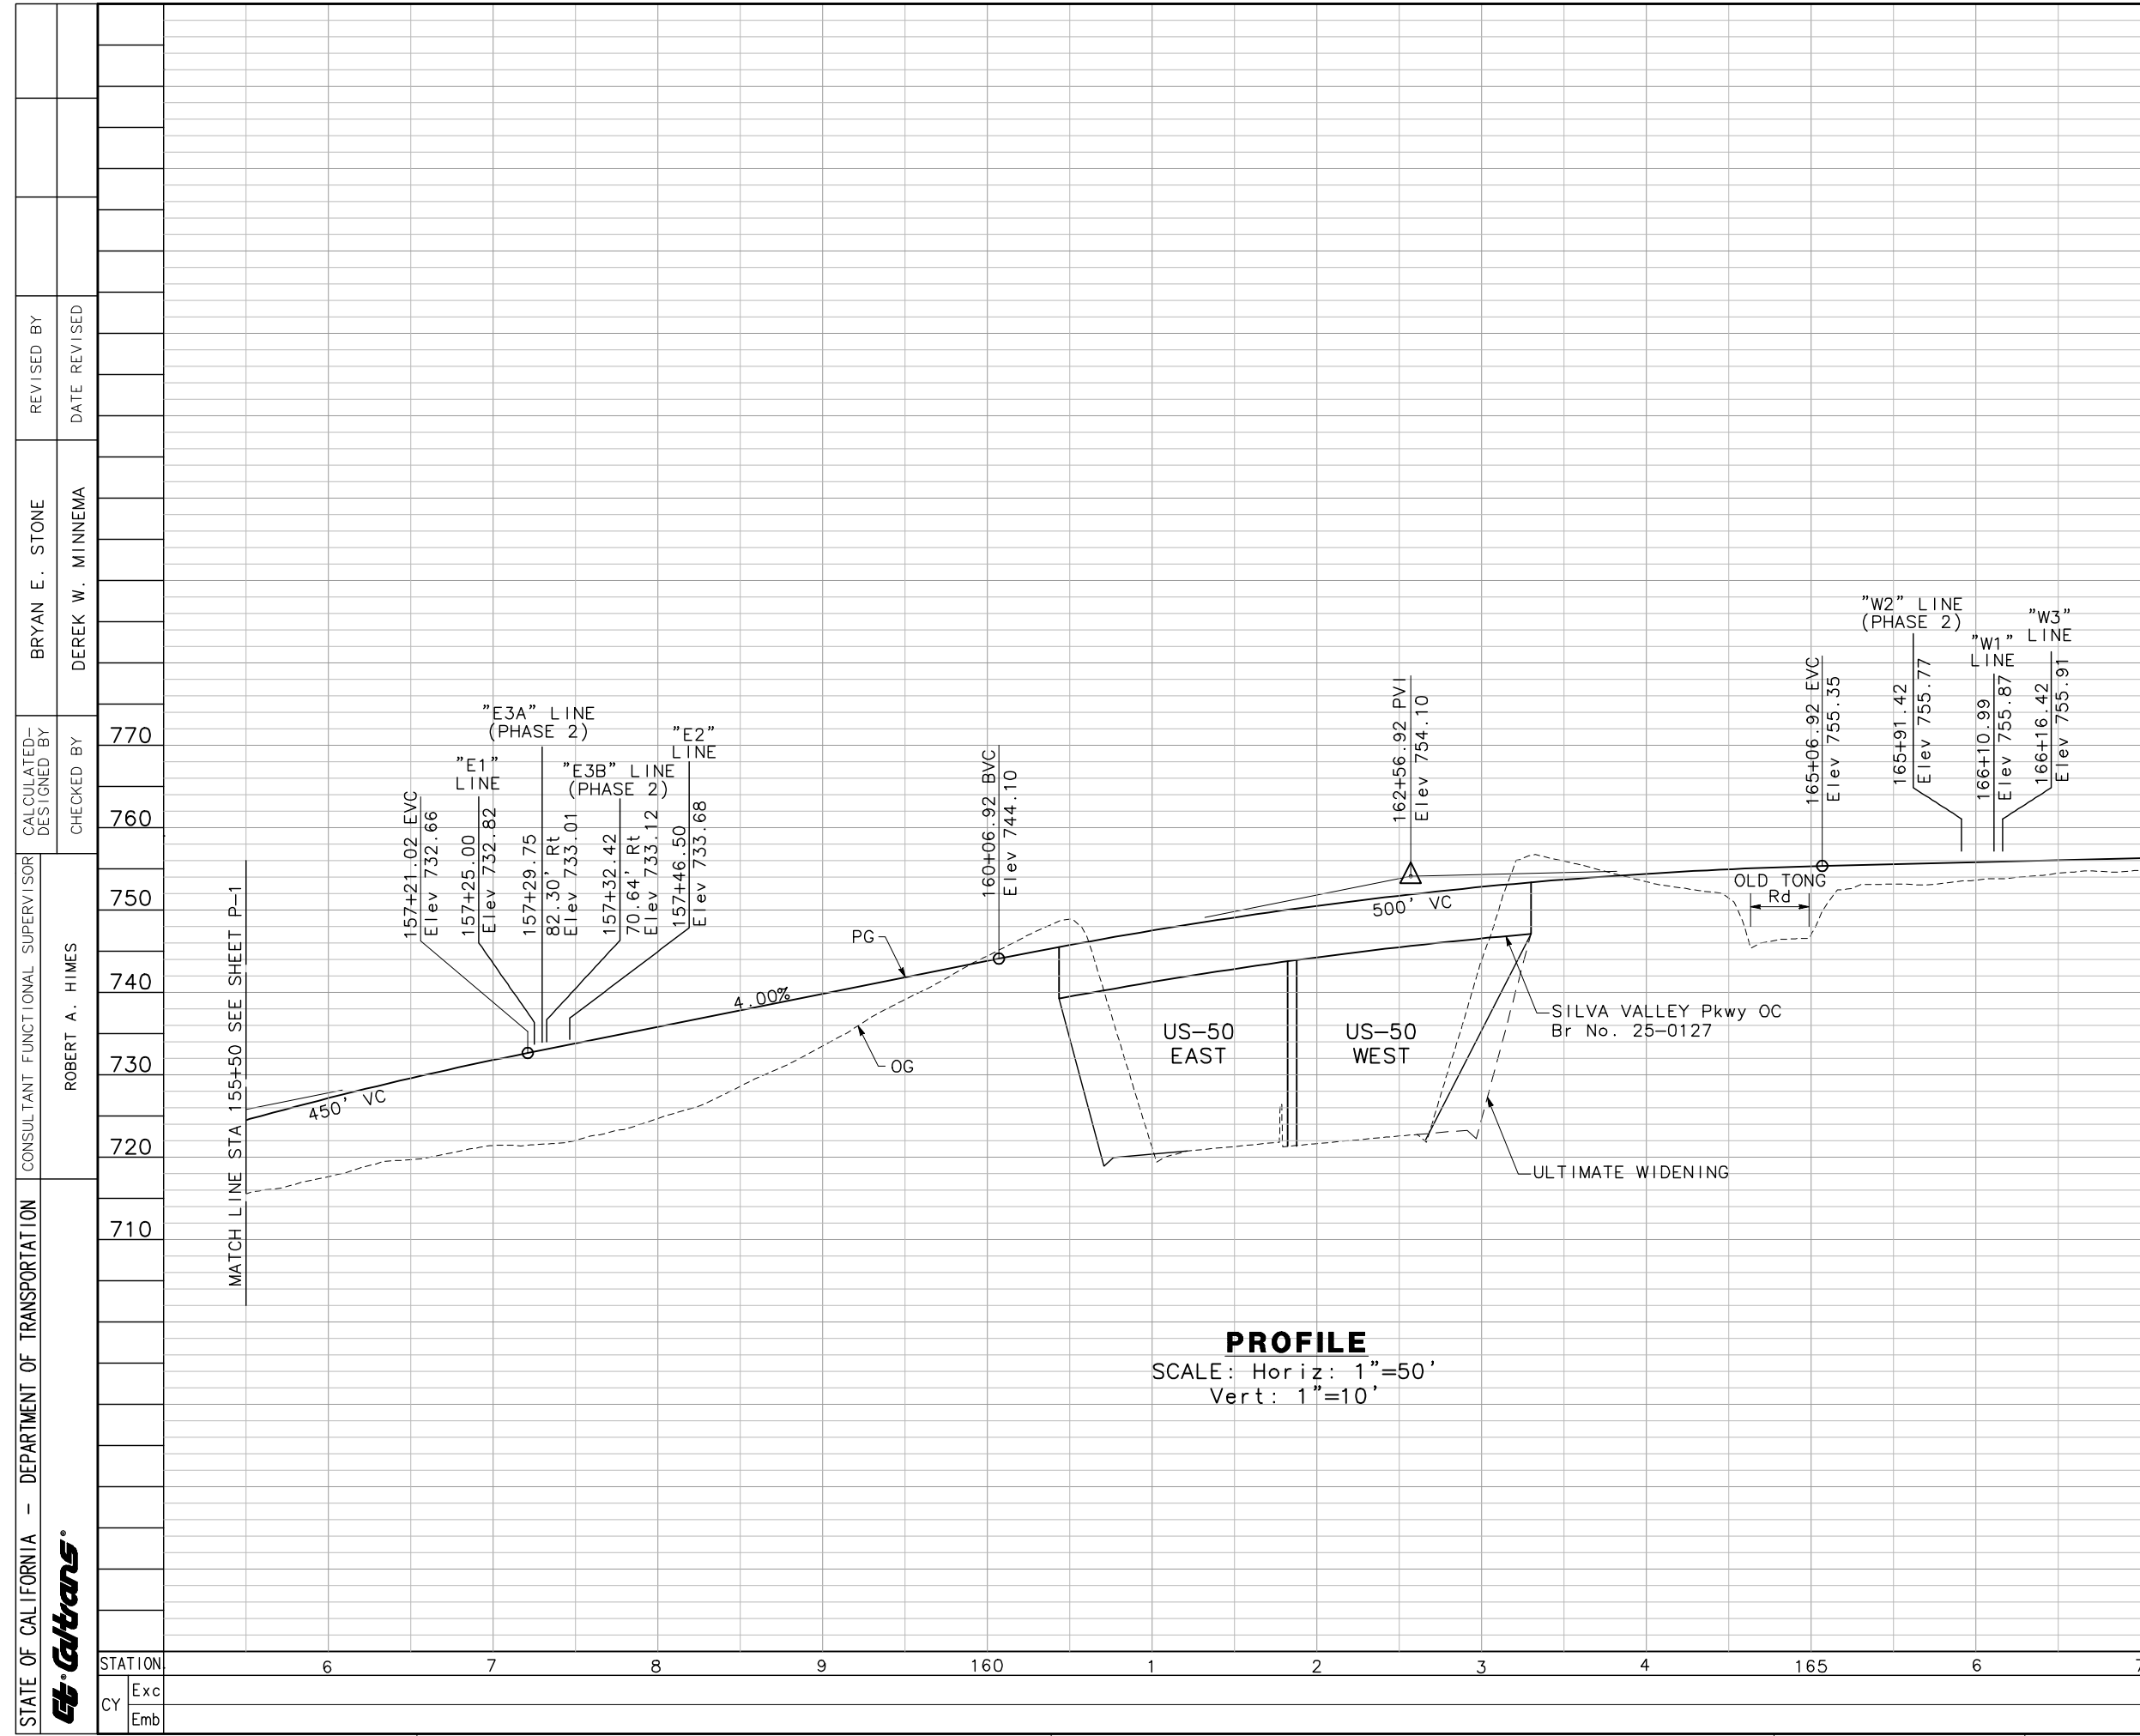 STATE OF CALIFORNIA - DEPARTMENT OF TRANSPORTATION
Caltrans®
CONSULTANT FUNCTIONAL SUPERVISOR
ROBERT A. HIMES
CALCULATED-
DESIGNED BY
CHECKED BY
BRYAN E. STONE
DEREK W. MINNEMA
REVISED BY
DATE REVISED
770
760
750
740
730
720
710
MATCH LINE STA 155+50 SEE SHEET P-1
450' VC
157+21.02 EVC
Elev 732.66
"E1"
LINE
157+25.00
Elev 732.82
"E3A" LINE
(PHASE 2)
157+29.75
82.30' Rt
Elev 733.01
"E3B" LINE
(PHASE 2)
157+32.42
70.64' Rt
Elev 733.12
"E2"
LINE
157+46.50
Elev 733.68
4.00%
PG
OG
160+06.92 BVC
Elev 744.10
US-50
EAST
US-50
WEST
162+56.92 PVI
Elev 754.10
500' VC
SILVA VALLEY Pkwy OC
Br No. 25-0127
ULTIMATE WIDENING
OLD TONG
Rd
165+06.92 EVC
Elev 755.35
"W2" LINE
(PHASE 2)
165+91.42
Elev 755.77
"W1"
LINE
166+10.99
Elev 755.87
"W3"
LINE
166+16.42
Elev 755.91
PROFILE
SCALE: Horiz: 1"=50'
Vert: 1"=10'
STATION
6 7 8 9 160 1 2 3 4 165 6 7
CY
Exc
Emb